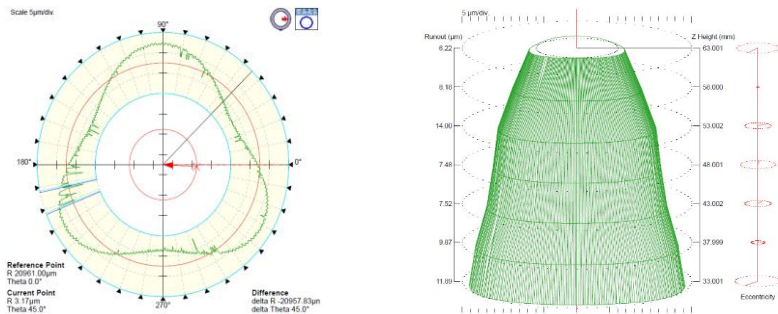 Scale 5µm/div.
90°
180°
0°
270°
Reference Point
R 20961.00µm
Theta 0.0°
Current Point
R 3.17µm
Theta 45.0°
Difference
delta R -20957.83µm
delta Theta 45.0°
5 µm/div
Runout (µm)
Z Height (mm)
6.22
63.001
8.18
58.000
14.00
53.002
7.48
48.001
7.52
43.002
9.67
37.999
11.69
33.001
Eccentricity